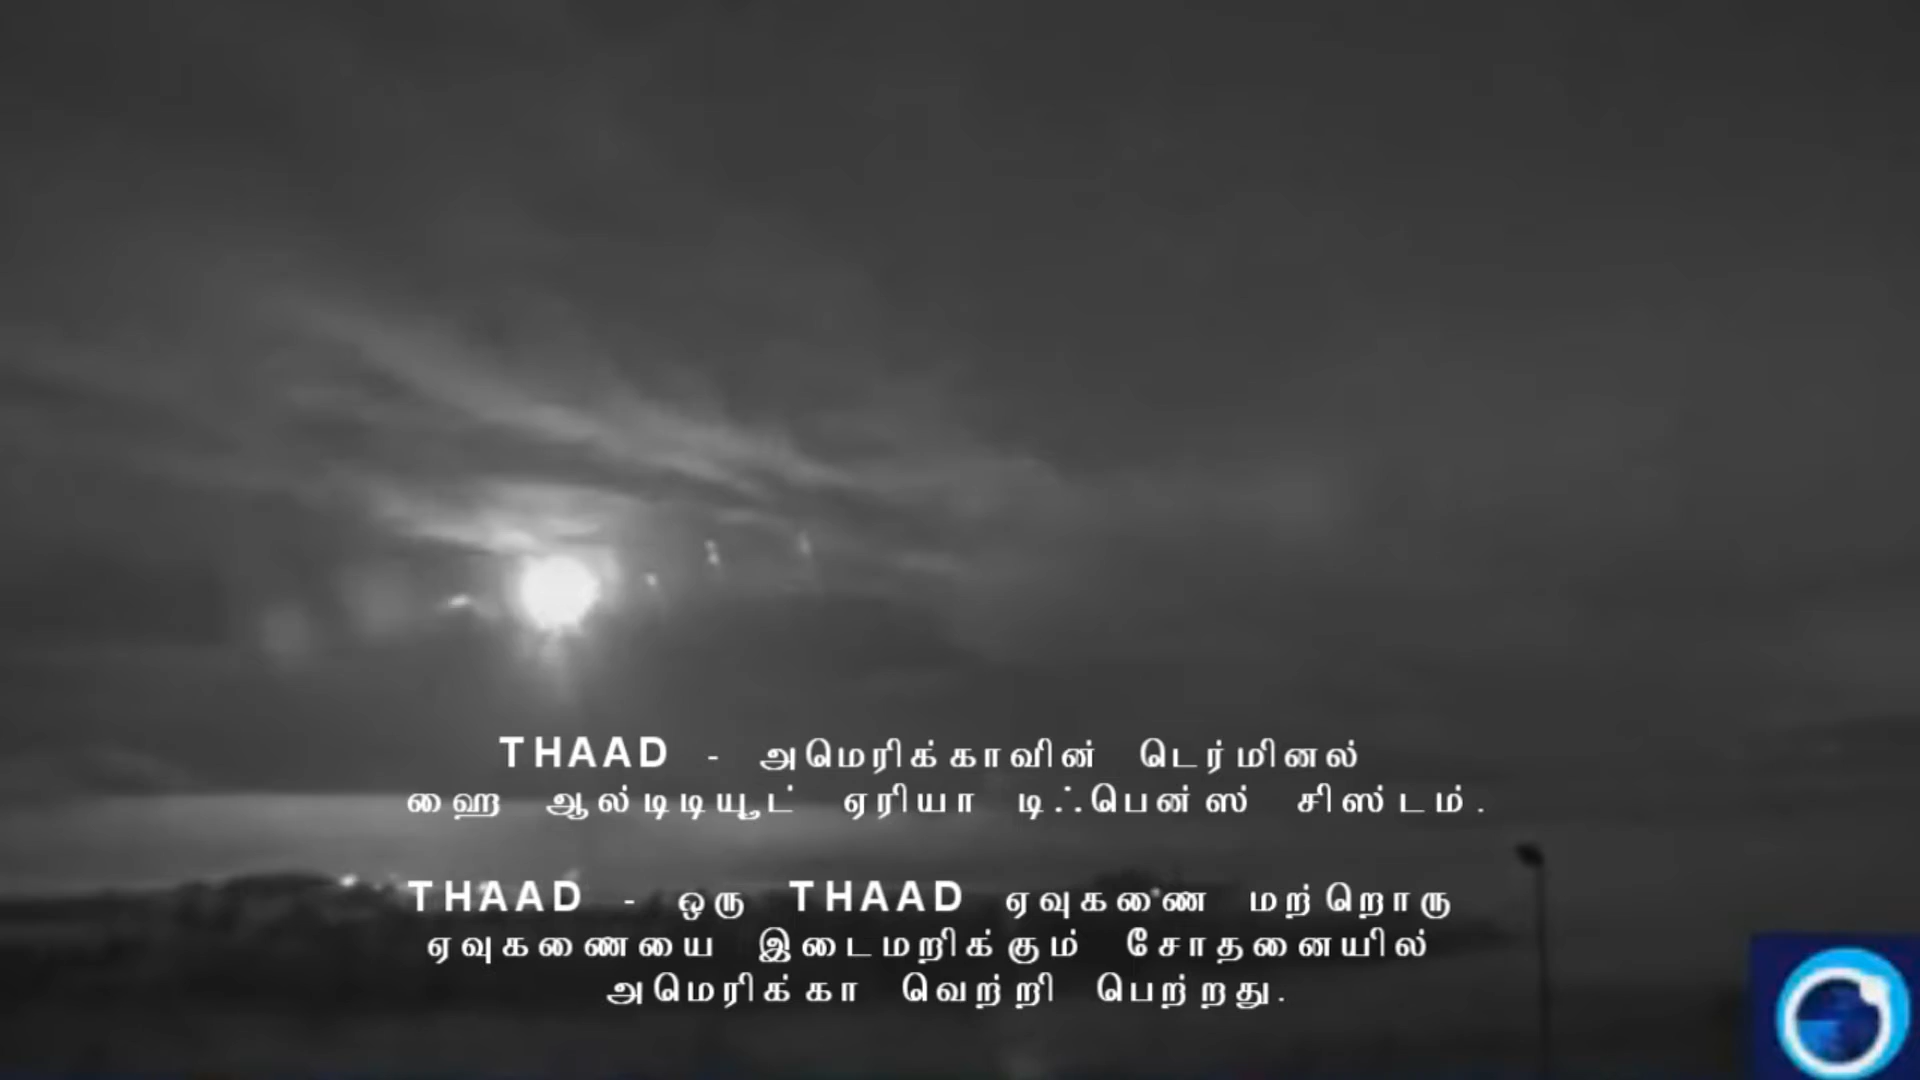 THAAD - அமெரிக்காவின் டெர்மினல்
ஹை ஆல்டிடியூட் ஏரியா டிஃபென்ஸ் சிஸ்டம்.
THAAD - ஒரு THAAD ஏவுகணை மற்றொரு
ஏவுகணையை இடைமறிக்கும் சோதனையில்
அமெரிக்கா வெற்றி பெற்றது.